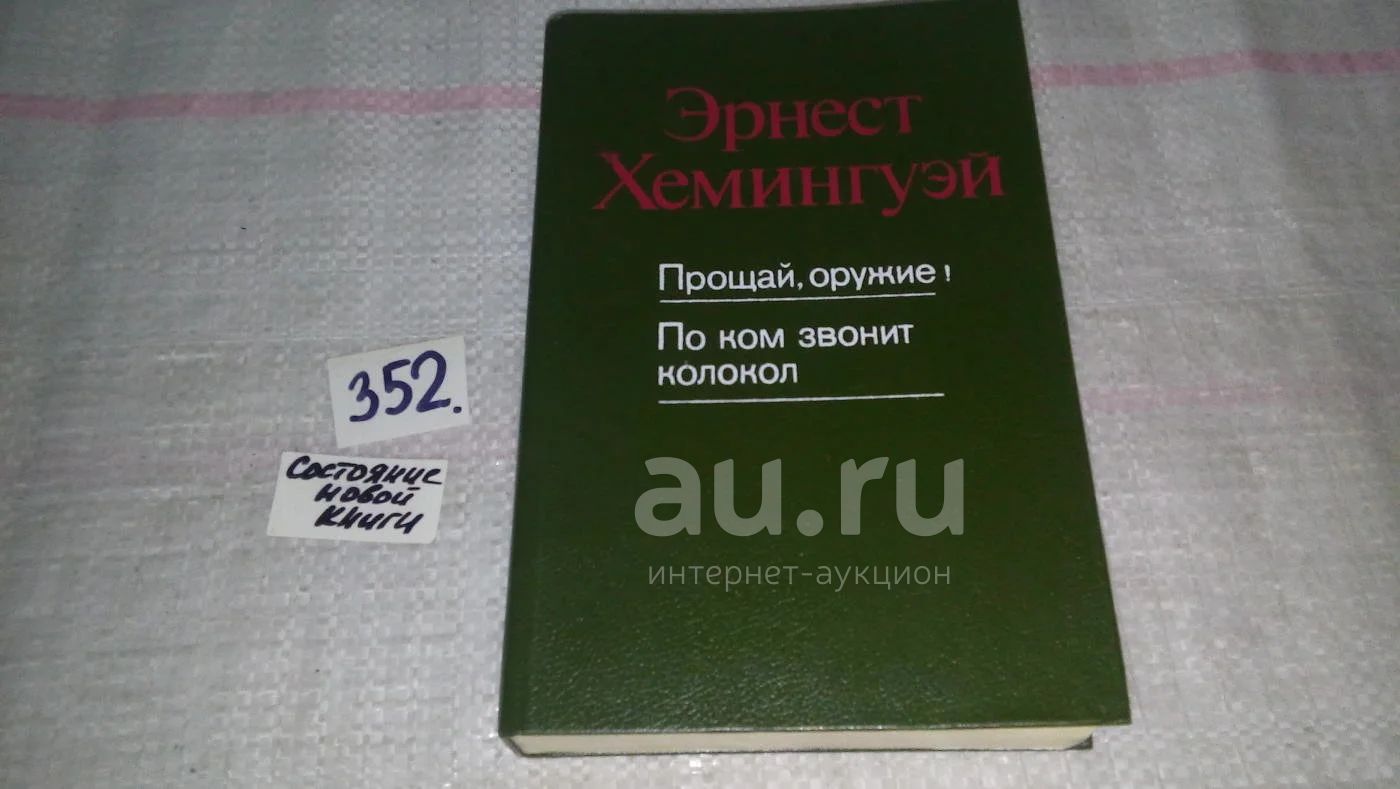 Эрнест
Хемингуэй
Прощай, оружие!
По ком звонит
колокол
352.
Состояние
новой
книги
au.ru
интернет-аукцион